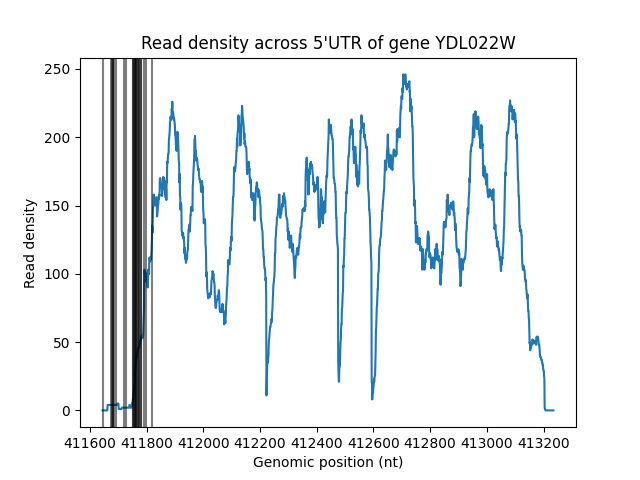 Read density across 5'UTR of gene YDL022W
250
200
150
100
50
0
Read density
411600 411800 412000 412200 412400 412600 412800 413000 413200
Genomic position (nt)